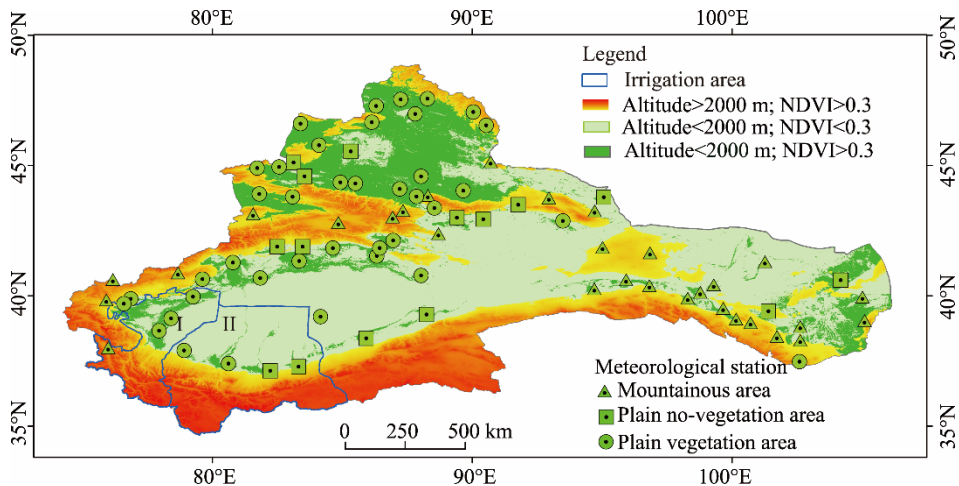 80°E 90°E 100°E
50°N 50°N
Legend
Irrigation area
Altitude>2000 m; NDVI>0.3
Altitude<2000 m; NDVI<0.3
Altitude<2000 m; NDVI>0.3
45°N 45°N
40°N 40°N
I II
Meteorological station
Mountainous area
Plain no-vegetation area
Plain vegetation area
35°N 35°N
0 250 500 km
80°E 90°E 100°E